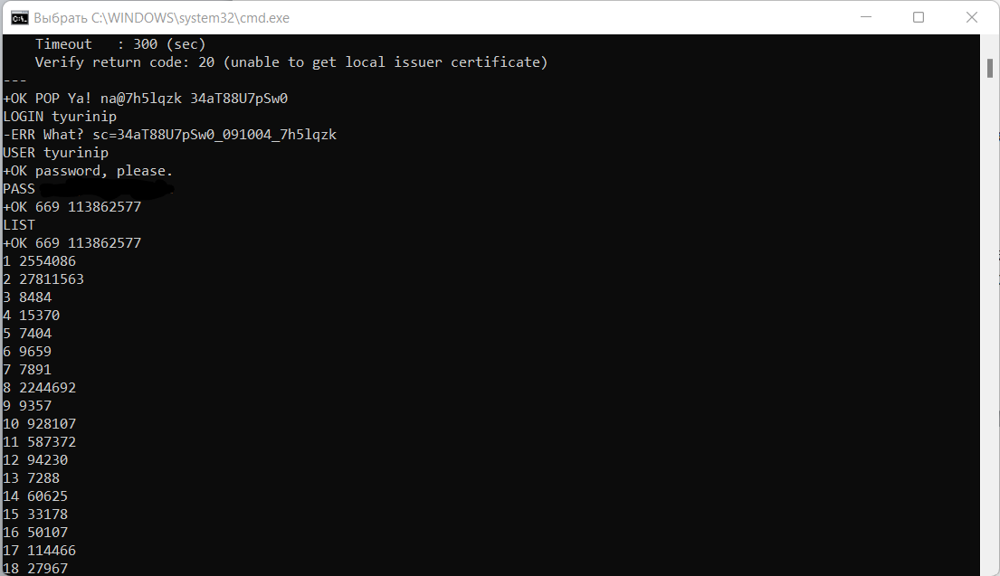 Выбрать C:\WINDOWS\system32\cmd.exe
Timeout   : 300 (sec)
Verify return code: 20 (unable to get local issuer certificate)
---
+OK POP Ya! na@7h5lqzk 34aT88U7pSw0
LOGIN tyurinip
-ERR What? sc=34aT88U7pSw0_091004_7h5lqzk
USER tyurinip
+OK password, please.
PASS
+OK 669 113862577
LIST
+OK 669 113862577
1 2554086
2 27811563
3 8484
4 15370
5 7404
6 9659
7 7891
8 2244692
9 9357
10 928107
11 587372
12 94230
13 7288
14 60625
15 33178
16 50107
17 114466
18 27967